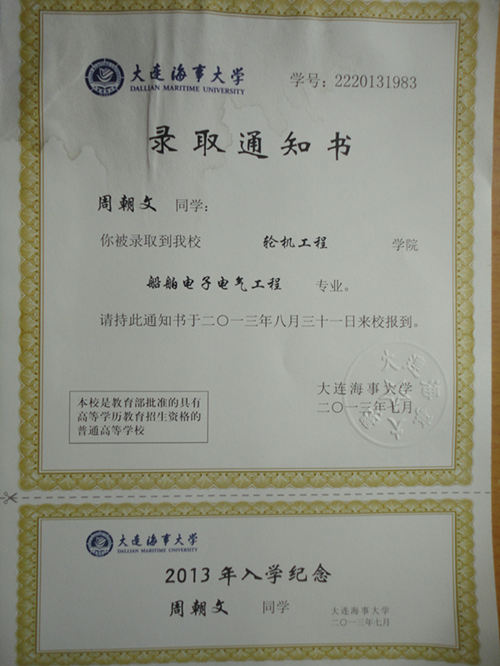 大连海事大学
DALIAN MARITIME UNIVERSITY
学号：2220131983
录取通知书
周朝文 同学：
你被录取到我校 轮机工程 学院
船舶电子电气工程 专业。
请持此通知书于二〇一三年八月三十一日来校报到。
大连海事大学
二〇一三年七月
本校是教育部批准的具有
高等学历教育招生资格的
普通高等学校
大连海事大学
DALIAN MARITIME UNIVERSITY
2013年入学纪念
周朝文 同学
大连海事大学
二〇一三年七月